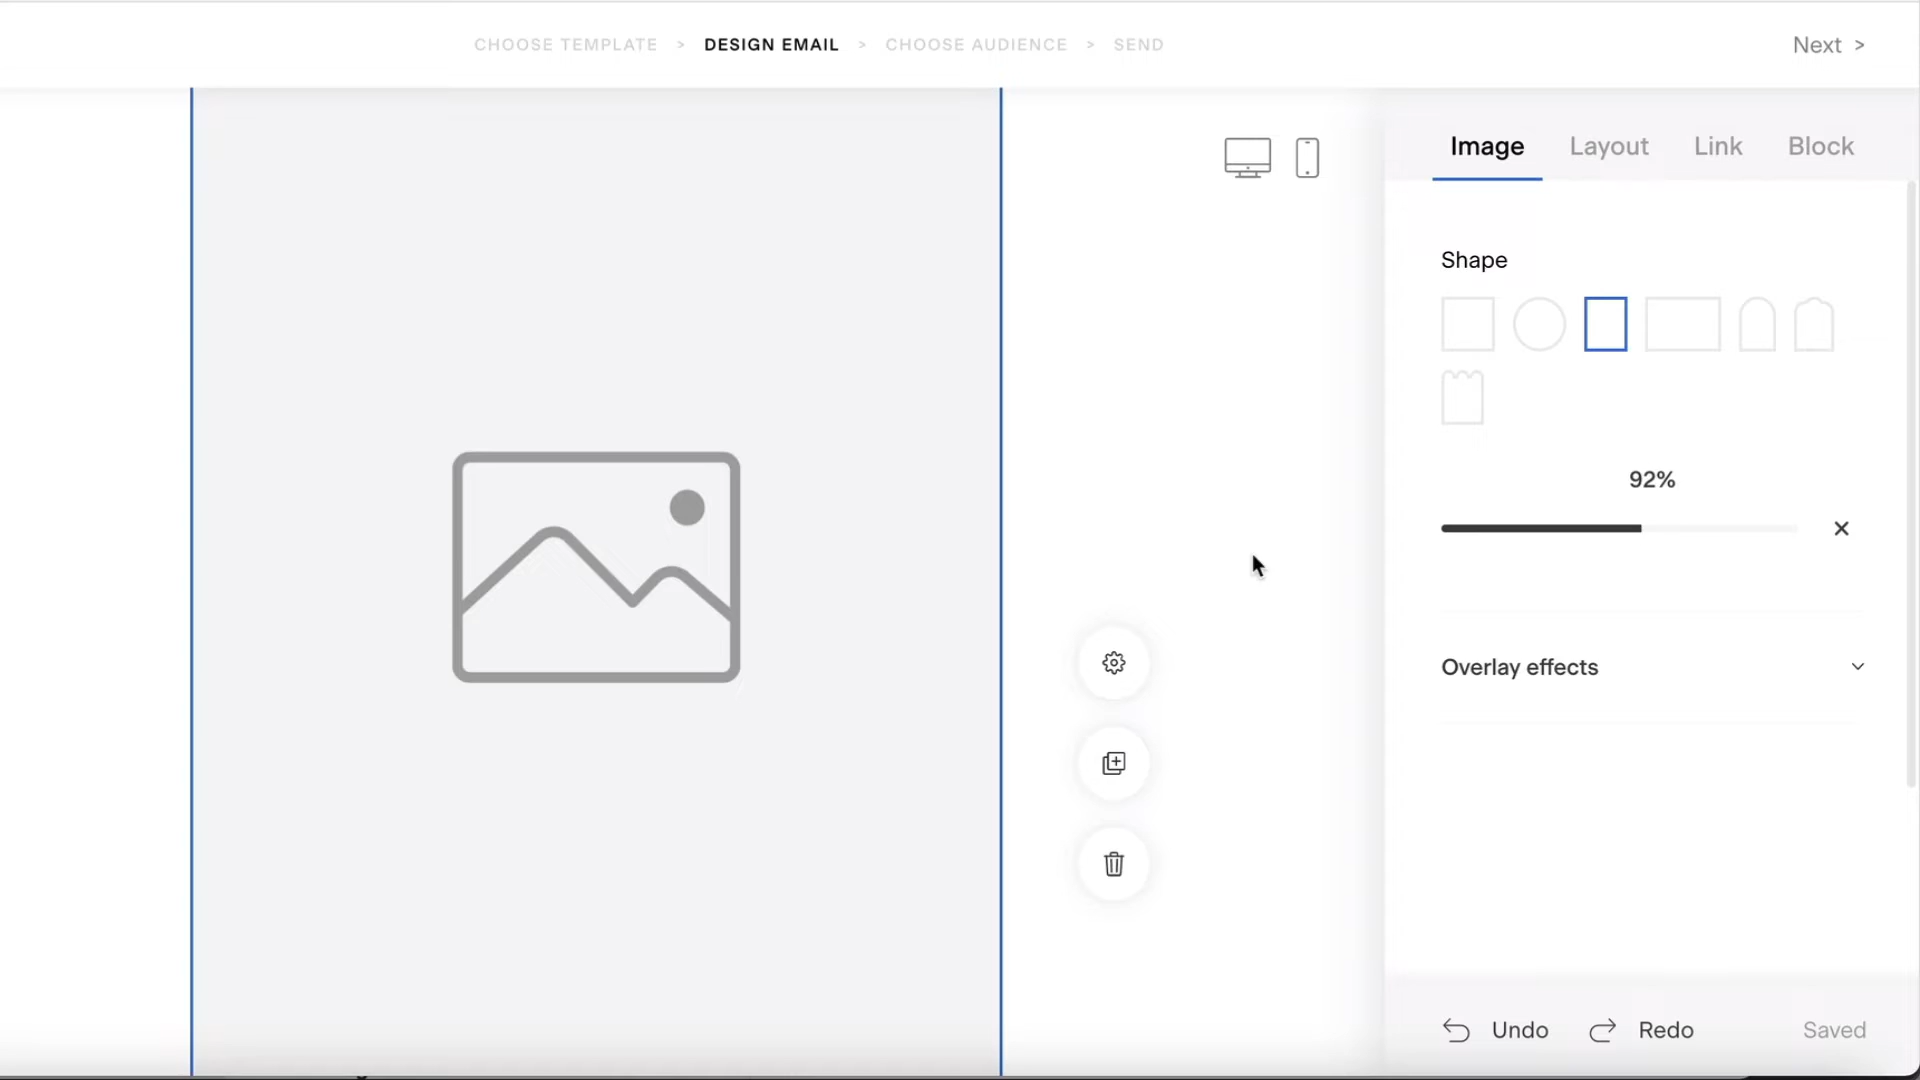 CHOOSE TEMPLATE > DESIGN EMAIL > CHOOSE AUDIENCE > SEND
Next >
Image Layout Link Block
Shape
92%
Overlay effects
Undo Redo Saved